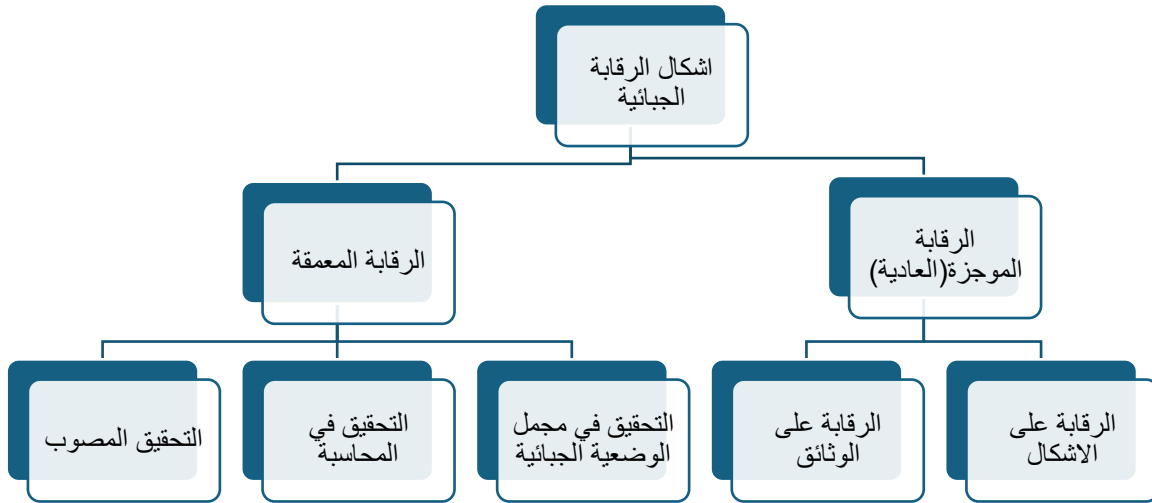 اشكال الرقابة
الجبائية
الرقابة
الموجزة(العادية)
الرقابة المعمقة
الرقابة على
الاشكال
الرقابة على
الوثائق
التحقيق في مجمل
الوضعية الجبائية
التحقيق في
المحاسبة
التحقيق المصوب